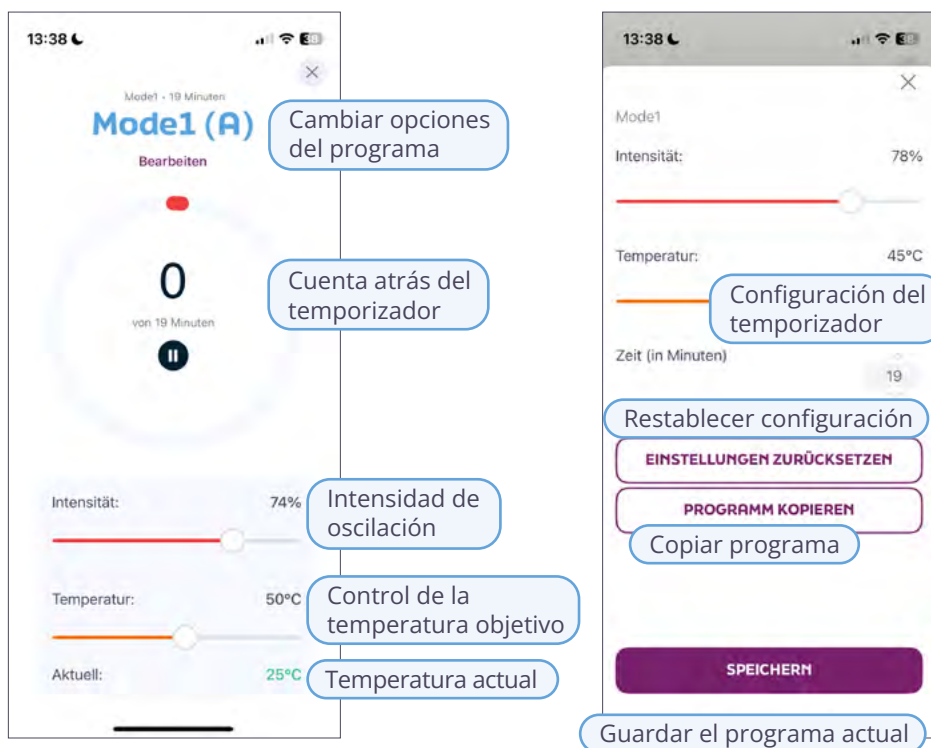 13:38
38
Mode1 - 19 Minuten
Mode1 (A)
Bearbeiten
Cambiar opciones
del programa
0
von 19 Minuten
Cuenta atrás del
temporizador
Intensität:
74%
Intensidad de
oscilación
Temperatur:
50°C
Control de la
temperatura objetivo
Aktuell:
25°C
Temperatura actual
13:38
38
Mode1
Intensität:
78%
Temperatur:
45°C
Configuración del
temporizador
Zeit (in Minuten)
19
Restablecer configuración
EINSTELLUNGEN ZURÜCKSETZEN
PROGRAMM KOPIEREN
Copiar programa
SPEICHERN
Guardar el programa actual